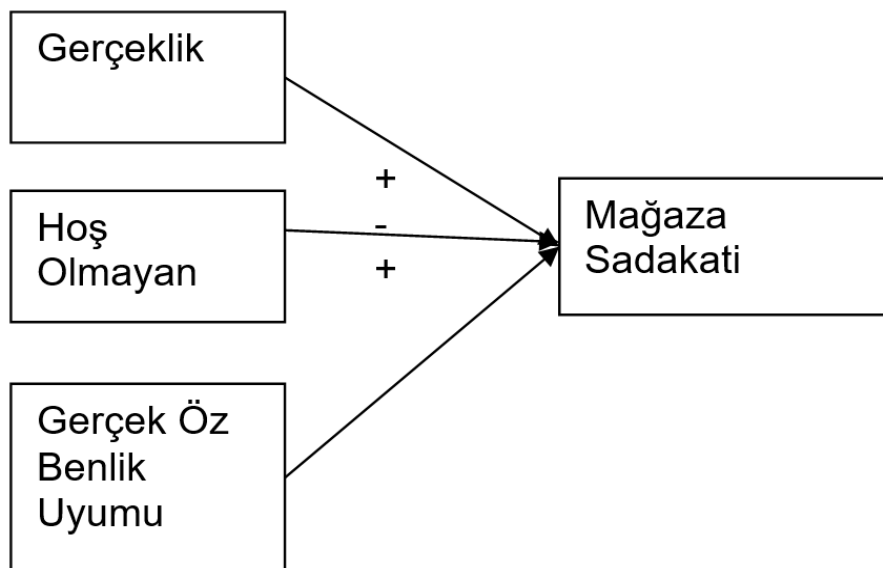 Gerçeklik
Hoş
Olmayan
Gerçek Öz
Benlik
Uyumu
+
-
+
Mağaza
Sadakati